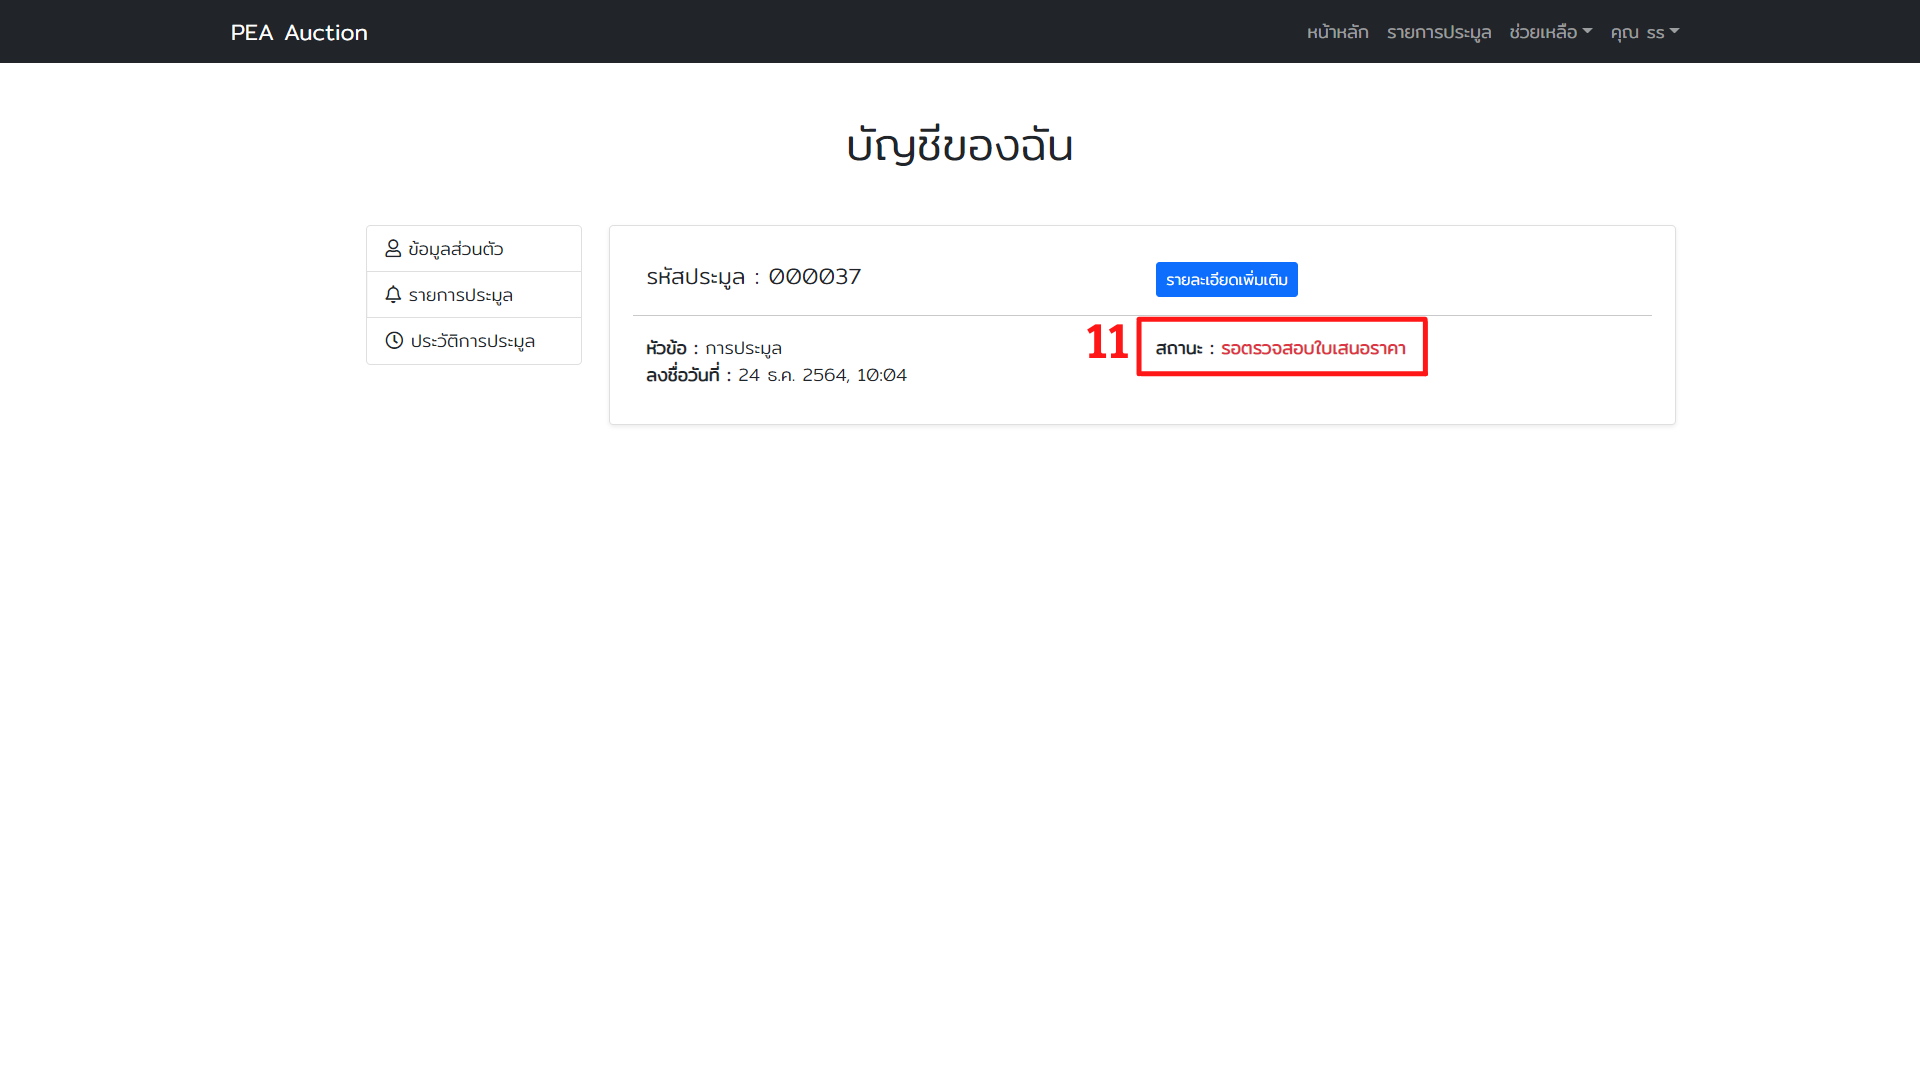 PEA Auction
หน้าหลัก รายการประมูล ช่วยเหลือ คุณ ss
บัญชีของฉัน
ข้อมูลส่วนตัว
รายการประมูล
ประวัติการประมูล
รหัสประมูล : 000037
รายละเอียดเพิ่มเติม
หัวข้อ : การประมูล
ลงชื่อวันที่ : 24 ธ.ค. 2564, 10:04
11
สถานะ : รอตรวจสอบใบเสนอราคา